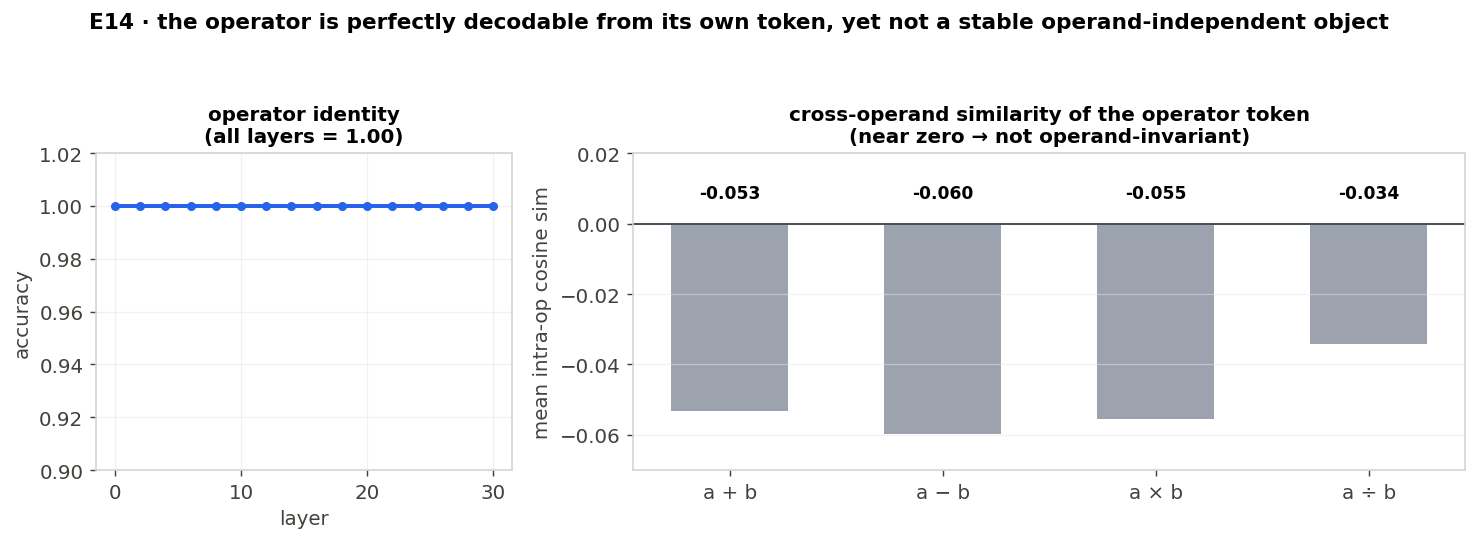 E14 · the operator is perfectly decodable from its own token, yet not a stable operand-independent object
operator identity
(all layers = 1.00)
1.02
1.00
0.98
0.96
0.94
0.92
0.90
accuracy
0
10
20
30
layer
cross-operand similarity of the operator token
(near zero → not operand-invariant)
0.02
0.00
−0.02
−0.04
−0.06
mean intra-op cosine sim
-0.053
-0.060
-0.055
-0.034
a + b
a − b
a × b
a ÷ b